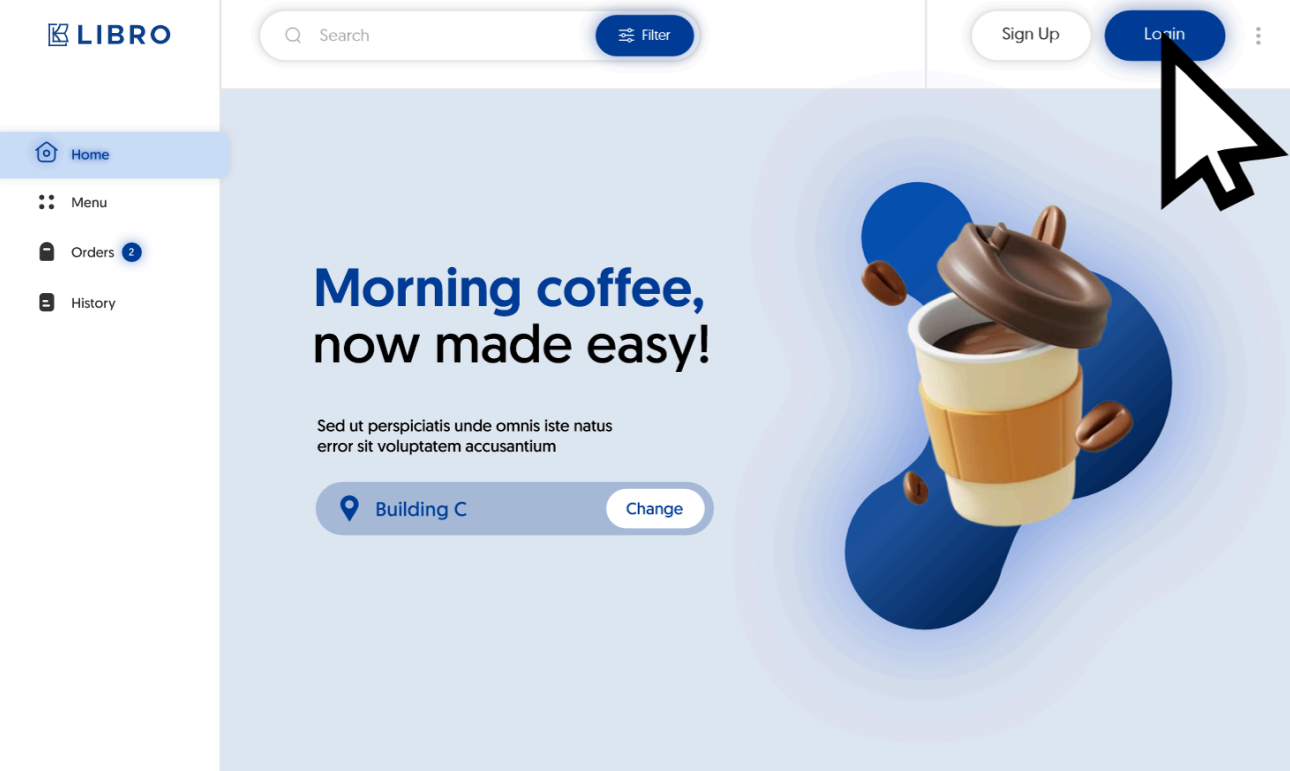 LIBRO
Search
Filter
Sign Up
Login
Home
Menu
Orders 2
History
Morning coffee,
now made easy!
Sed ut perspiciatis unde omnis iste natus
error sit voluptatem accusantium
Building C
Change